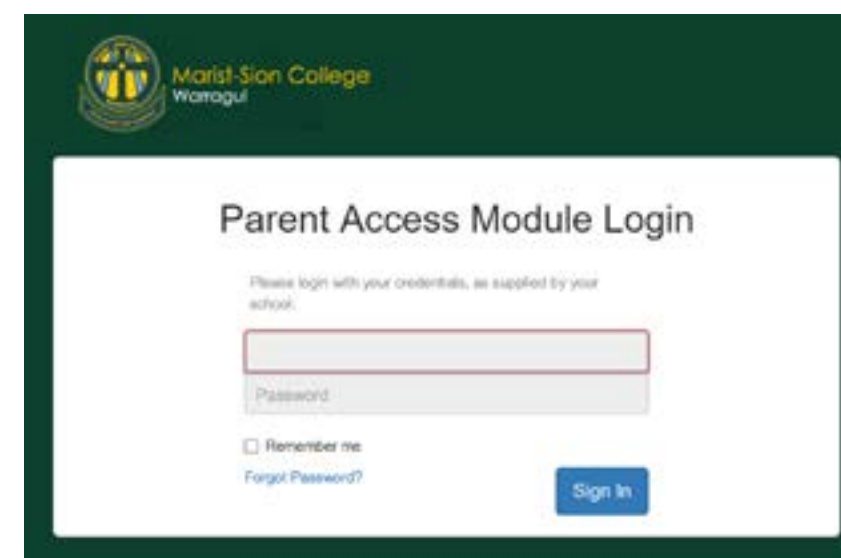 Marist-Sion College
Warragul
Parent Access Module Login
Please login with your credentials, as supplied by your
school.
Password
Remember me
Forgot Password?
Sign In